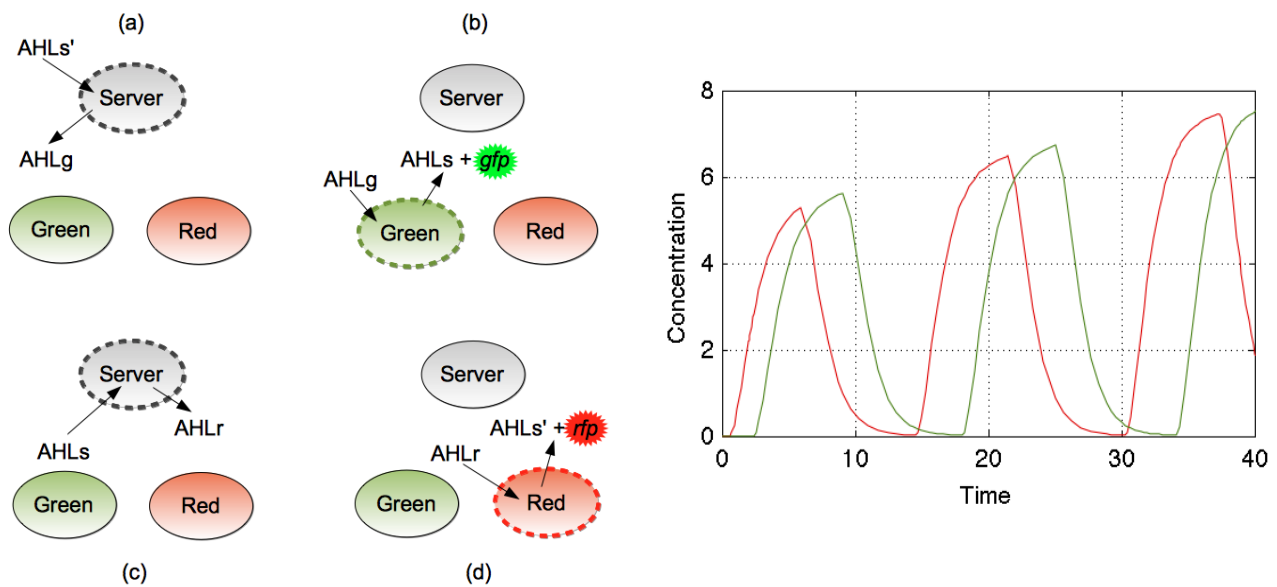 (a)
AHLs'
Server
AHLg
Green
Red
(b)
Server
AHLs + gfp
AHLg
Green
Red
Server
AHLr
AHLs
Green
Red
(c)
Server
AHLs' + rfp
AHLr
Green
Red
(d)
8
6
4
2
0
Concentration
0 10 20 30 40
Time